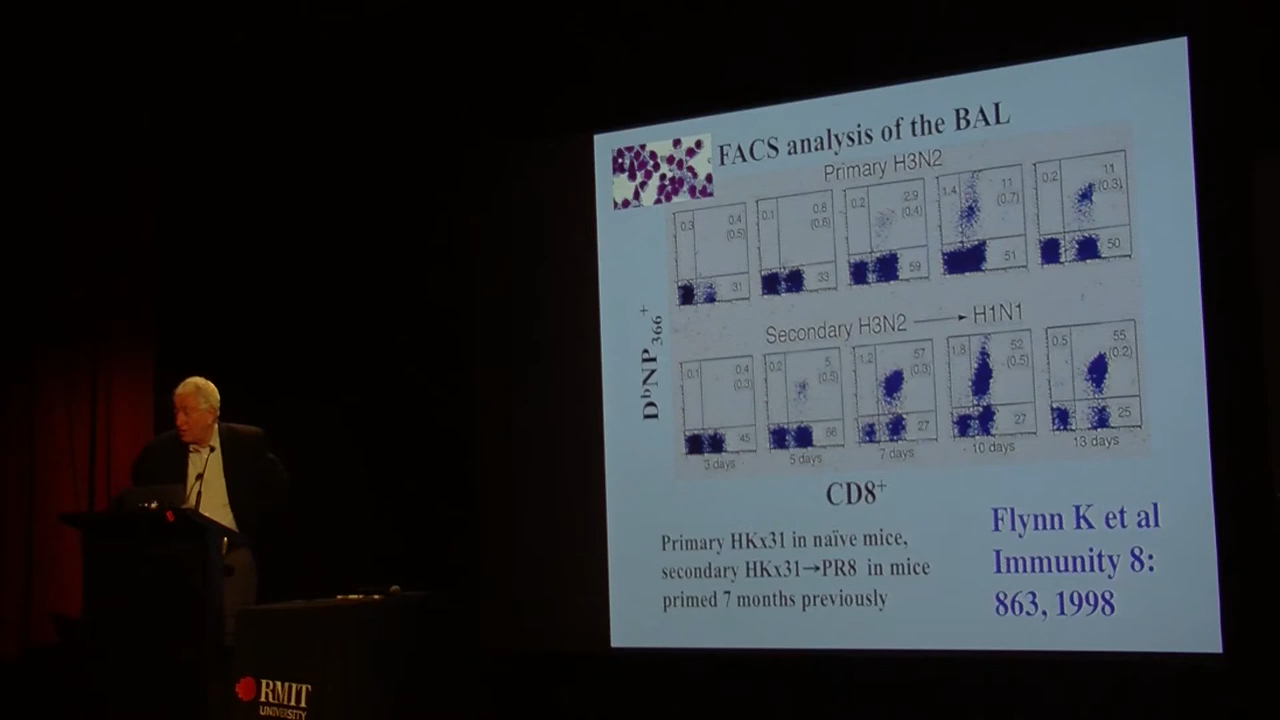 FACS analysis of the BAL
Primary H3N2
0.3 0.4 (0.5) 31
0.1 0.8 (0.6) 33
0.2 2.9 (0.4) 59
1.4 11 (0.7) 51
0.2 11 (0.3) 50
DᵇNP₃₆₆⁺
Secondary H3N2 → H1N1
0.1 0.4 (0.3) 45
0.2 5 (0.5) 66
1.2 57 (0.3) 27
1.8 52 (0.5) 27
0.5 55 (0.2) 25
3 days 5 days 7 days 10 days 13 days
CD8⁺
Primary HKx31 in naïve mice,
secondary HKx31→PR8 in mice
primed 7 months previously
Flynn K et al
Immunity 8:
863, 1998
RMIT
UNIVERSITY